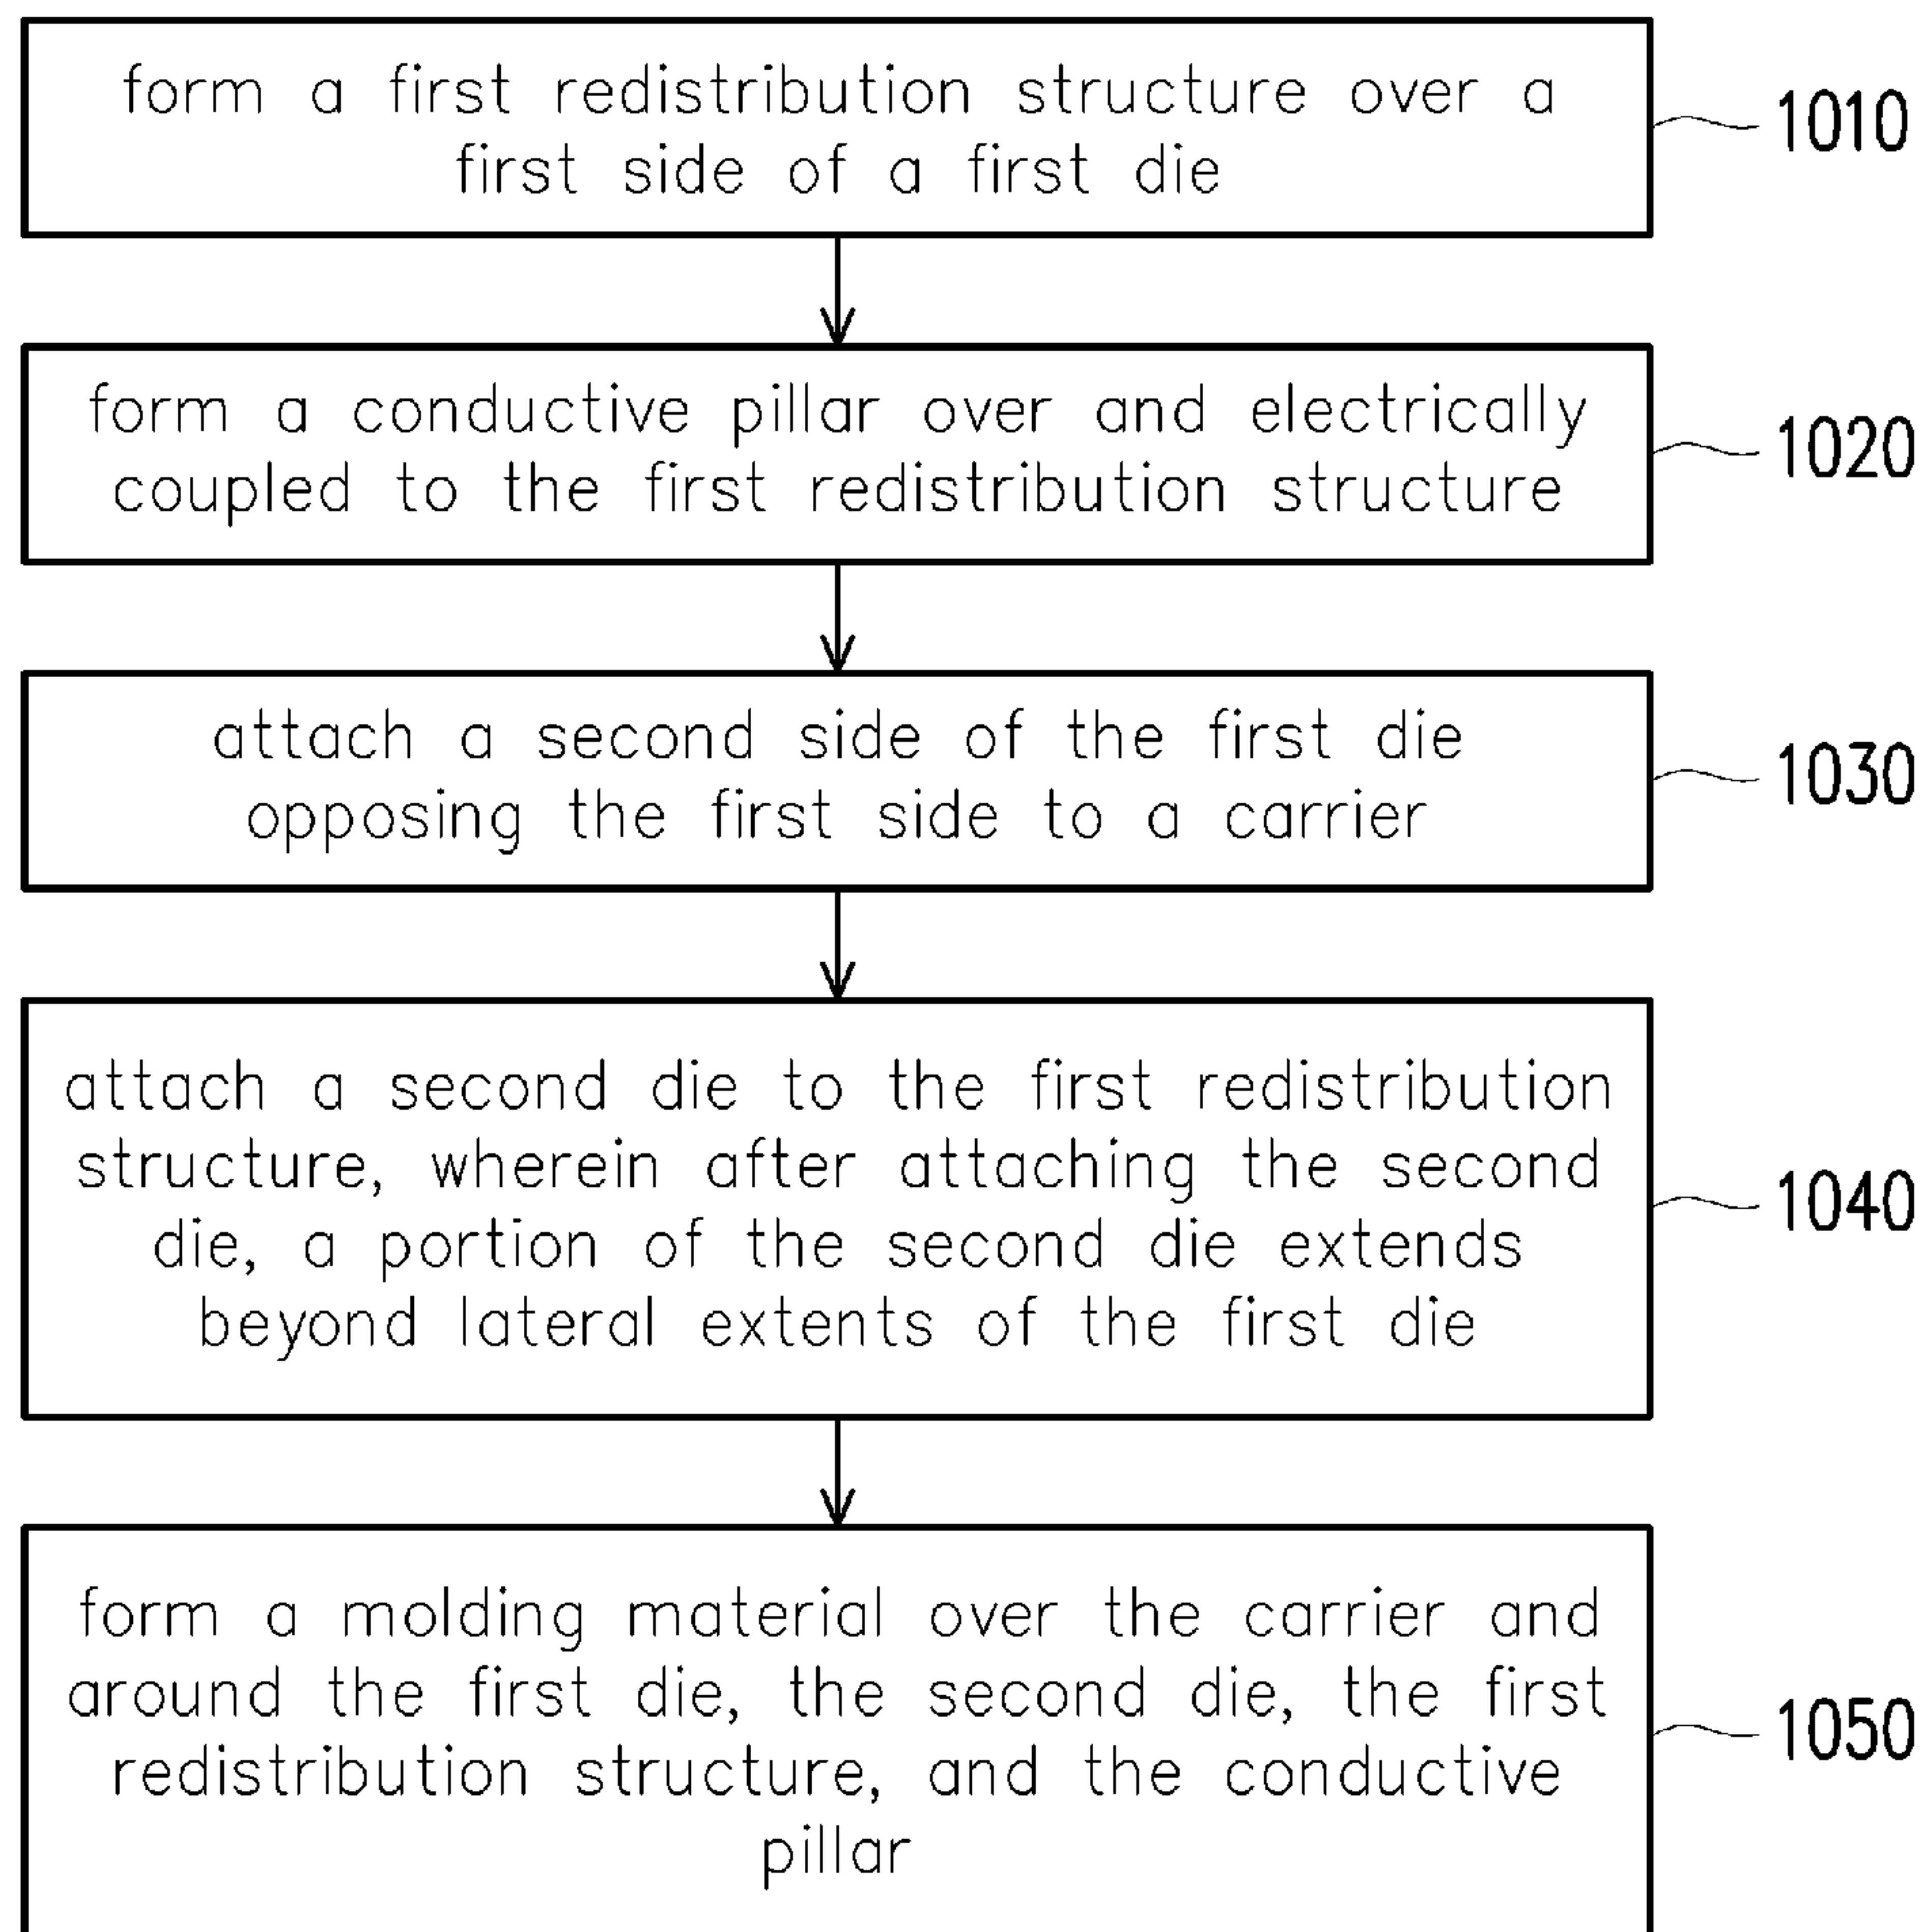 form a first redistribution structure over a
first side of a first die
1010
form a conductive pillar over and electrically
coupled to the first redistribution structure
1020
attach a second side of the first die
opposing the first side to a carrier
1030
attach a second die to the first redistribution
structure, wherein after attaching the second
die, a portion of the second die extends
beyond lateral extents of the first die
1040
form a molding material over the carrier and
around the first die, the second die, the first
redistribution structure, and the conductive
pillar
1050